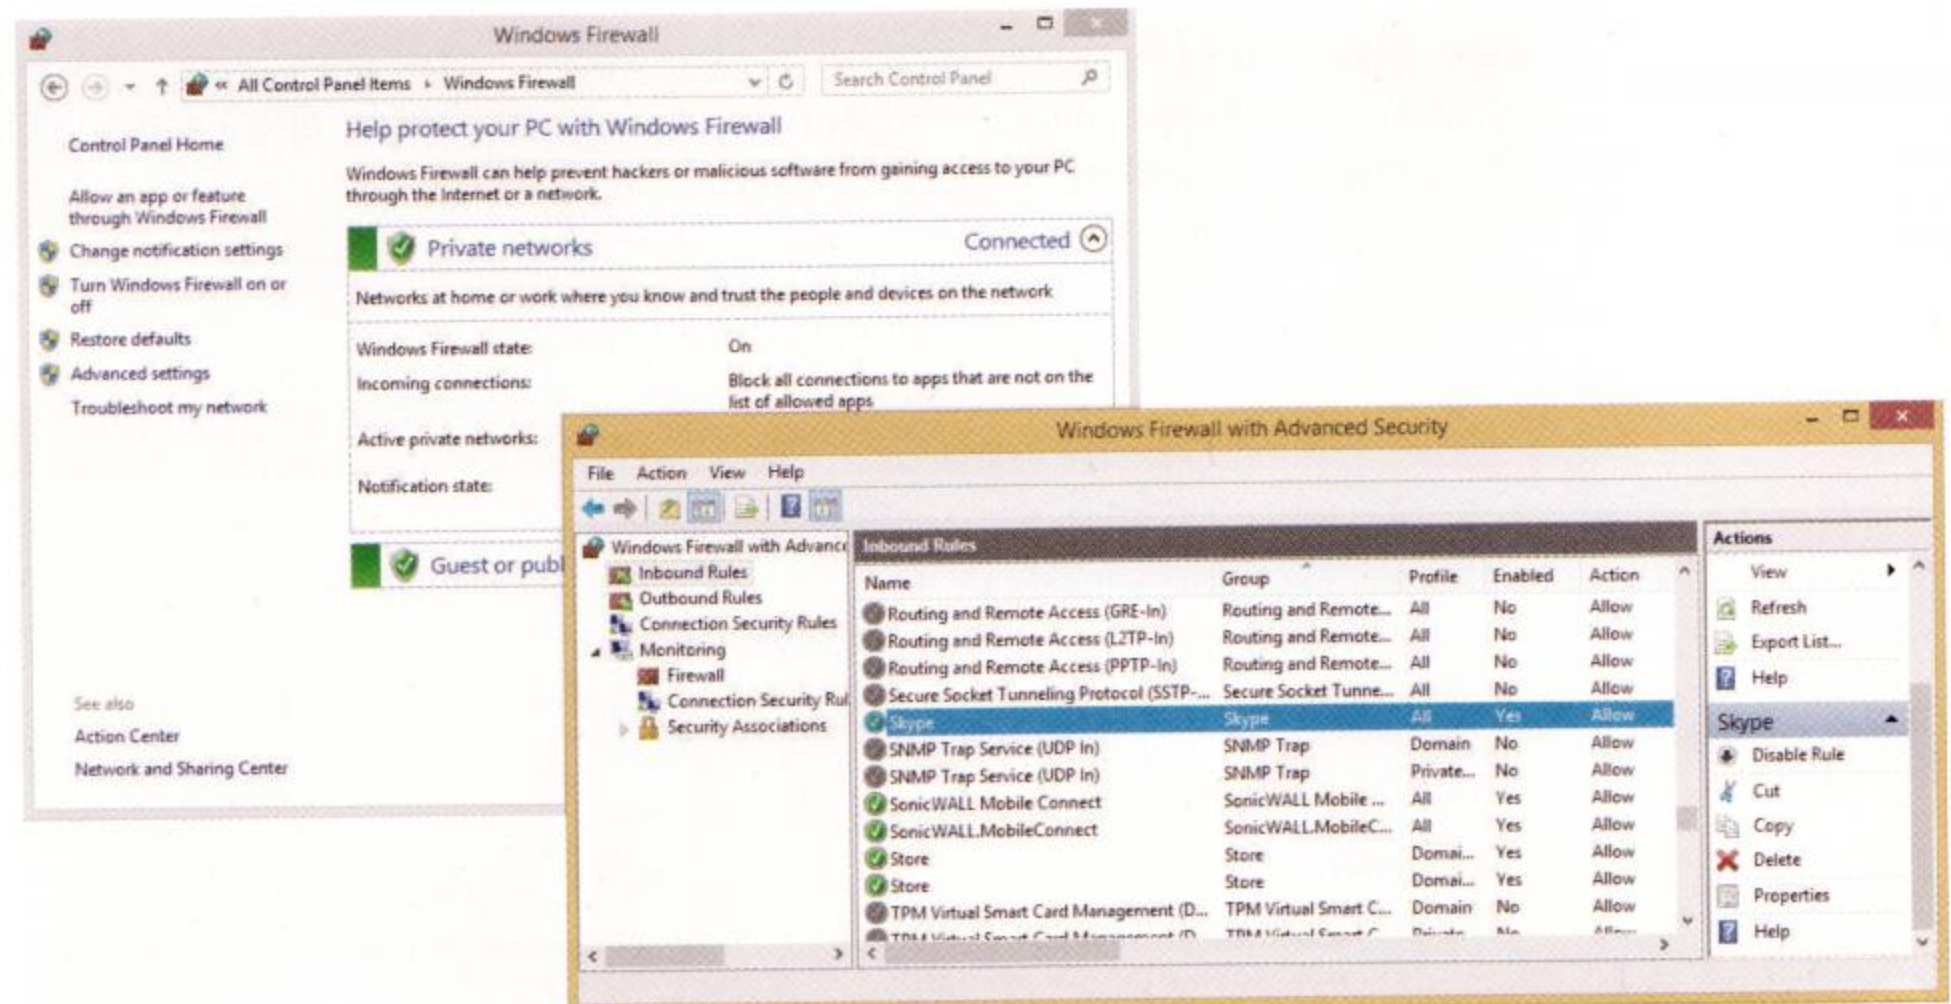 Windows Firewall
« All Control Panel Items Windows Firewall
Search Control Panel
Control Panel Home
Allow an app or feature
through Windows Firewall
Change notification settings
Turn Windows Firewall on or
off
Restore defaults
Advanced settings
Troubleshoot my network
See also
Action Center
Network and Sharing Center
Help protect your PC with Windows Firewall
Windows Firewall can help prevent hackers or malicious software from gaining access to your PC
through the Internet or a network.
Private networks Connected
Networks at home or work where you know and trust the people and devices on the network
Windows Firewall state: On
Incoming connections: Block all connections to apps that are not on the
list of allowed apps
Active private networks:
Notification state:
Guest or publ
Windows Firewall with Advanced Security
File Action View Help
Windows Firewall with Advance
Inbound Rules
Outbound Rules
Connection Security Rules
Monitoring
Firewall
Connection Security Rul
Security Associations
Inbound Rules
Name Group Profile Enabled Action
Routing and Remote Access (GRE-In) Routing and Remote... All No Allow
Routing and Remote Access (L2TP-In) Routing and Remote... All No Allow
Routing and Remote Access (PPTP-In) Routing and Remote... All No Allow
Secure Socket Tunneling Protocol (SSTP-... Secure Socket Tunne... All No Allow
Skype Skype All Yes Allow
SNMP Trap Service (UDP In) SNMP Trap Domain No Allow
SNMP Trap Service (UDP In) SNMP Trap Private... No Allow
SonicWALL Mobile Connect SonicWALL Mobile ... All Yes Allow
SonicWALL.MobileConnect SonicWALL.MobileC... All Yes Allow
Store Store Domai... Yes Allow
Store Store Domai... Yes Allow
TPM Virtual Smart Card Management (D... TPM Virtual Smart C... Domain No Allow
TPM Virtual Smart Card Management (D TPM Virtual Smart C Private No Allow
Actions
View
Refresh
Export List...
Help
Skype
Disable Rule
Cut
Copy
Delete
Properties
Help